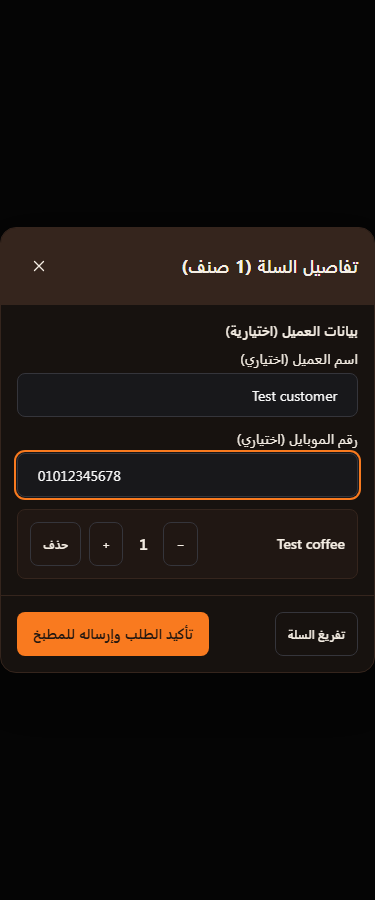 تفاصيل السلة (1 صنف) ×
بيانات العميل (اختيارية)
اسم العميل (اختياري)
Test customer
رقم الموبايل (اختياري)
01012345678
Test coffee − 1 + حذف
تفريغ السلة تأكيد الطلب وإرساله للمطبخ